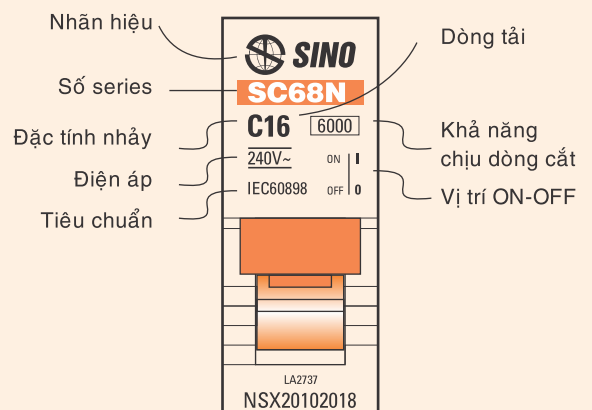 Nhãn hiệu
Số series
Đặc tính nhảy
Điện áp
Tiêu chuẩn
SINO
SC68N
C16 6000
240V~ ON I
IEC60898 OFF 0
LA2737
NSX20102018
Dòng tải
Khả năng
chịu dòng cắt
Vị trí ON-OFF